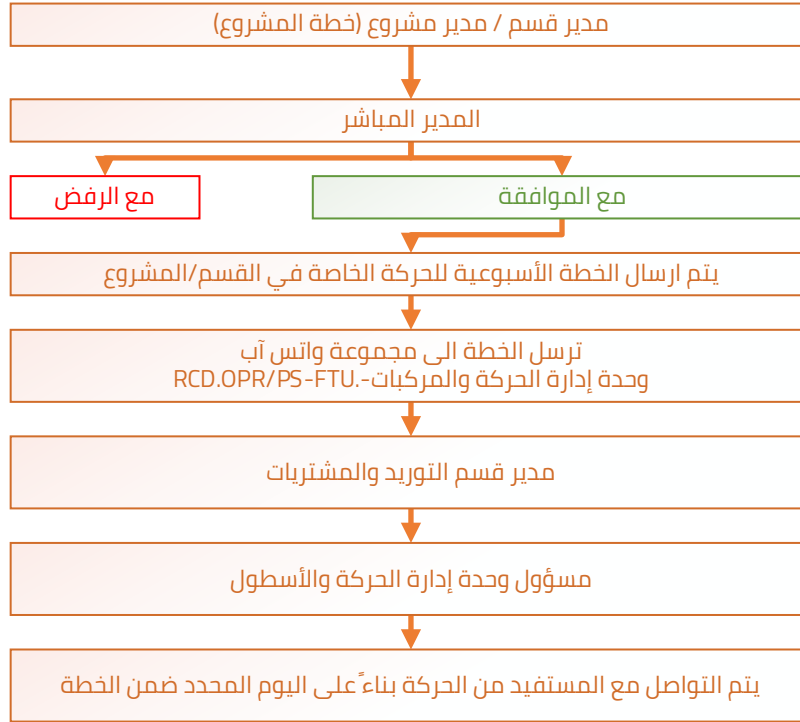 مدير قسم / مدير مشروع (خطة المشروع)
المدير المباشر
مع الموافقة
مع الرفض
يتم ارسال الخطة الأسبوعية للحركة الخاصة في القسم/المشروع
ترسل الخطة الى مجموعة واتس آب
وحدة إدارة الحركة والمركبات-.RCD.OPR/PS-FTU
مدير قسم التوريد والمشتريات
مسؤول وحدة إدارة الحركة والأسطول
يتم التواصل مع المستفيد من الحركة بناءً على اليوم المحدد ضمن الخطة